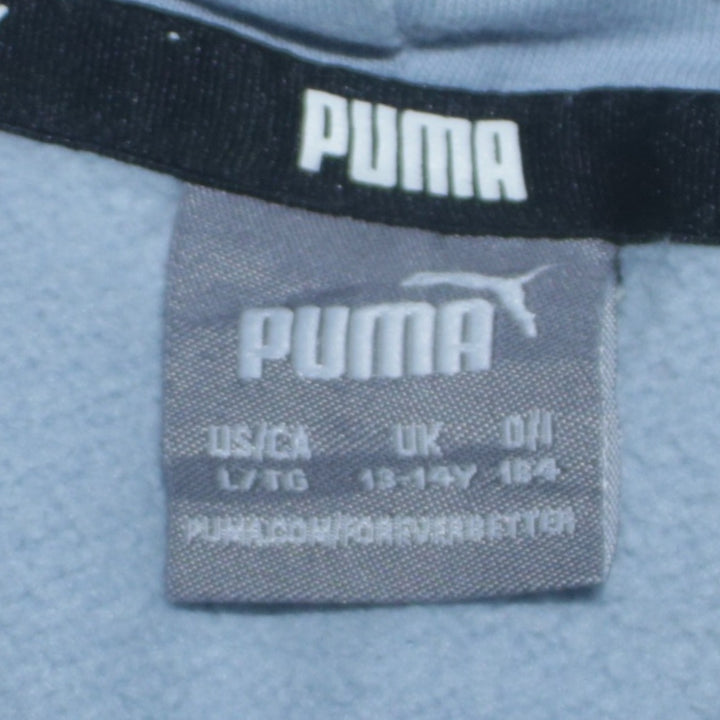 PUMA
PUMA
US/CA UK D/I
L/TG 13-14Y 164
PUMA.COM/FOREVERBETTER